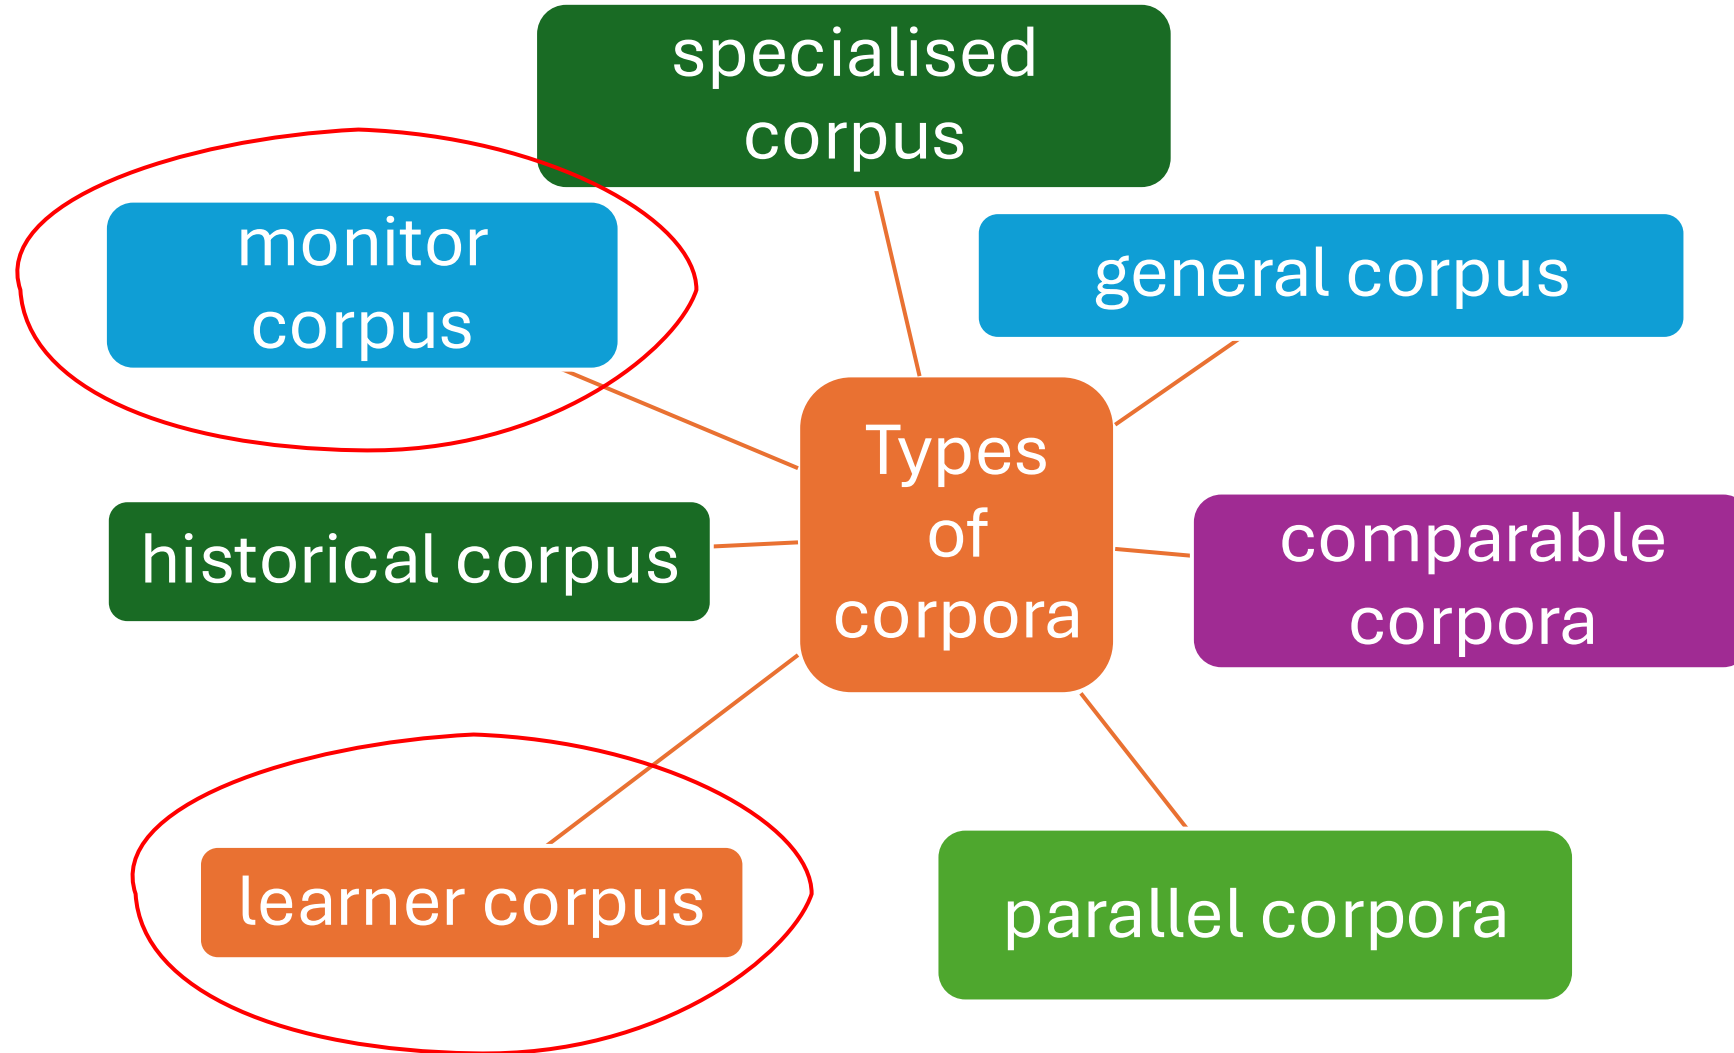 specialised
corpus
monitor
corpus
general corpus
Types
of
corpora
historical corpus
comparable
corpora
learner corpus
parallel corpora